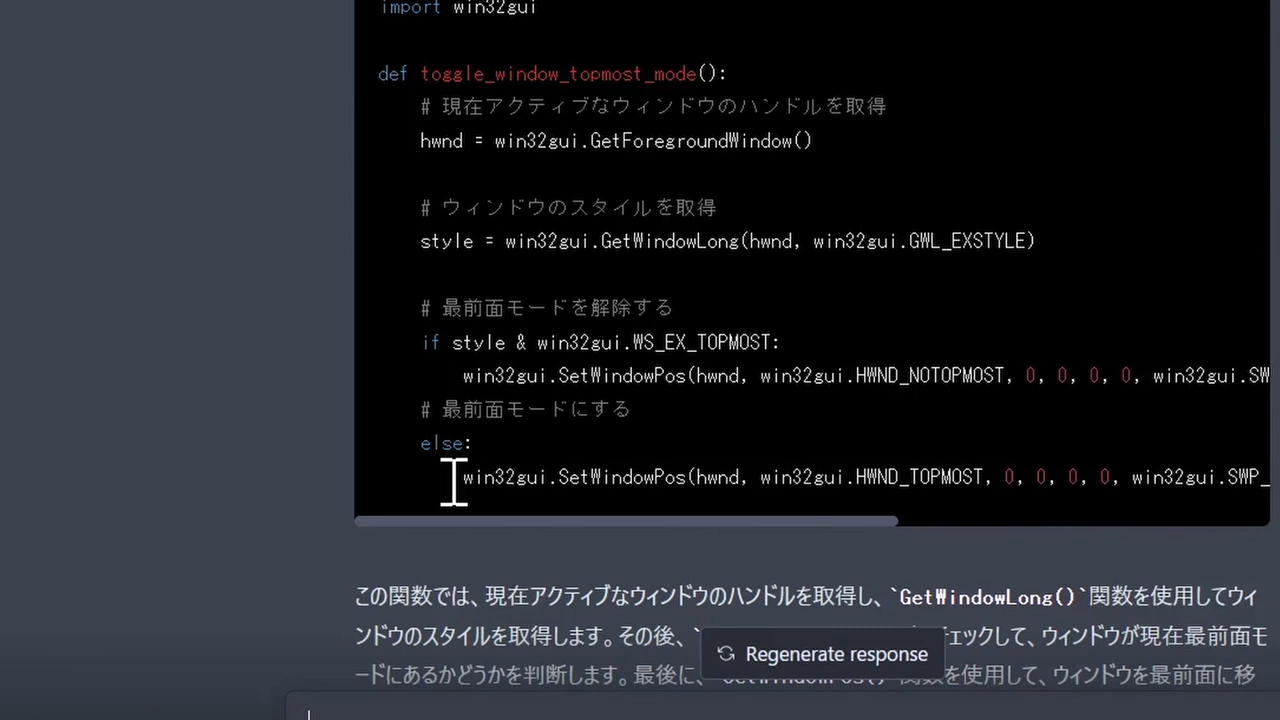 import win32gui
def toggle_window_topmost_mode():
# 現在アクティブなウィンドウのハンドルを取得
hwnd = win32gui.GetForegroundWindow()
# ウィンドウのスタイルを取得
style = win32gui.GetWindowLong(hwnd, win32gui.GWL_EXSTYLE)
# 最前面モードを解除する
if style & win32gui.WS_EX_TOPMOST:
win32gui.SetWindowPos(hwnd, win32gui.HWND_NOTOPMOST, 0, 0, 0, 0, win32gui.SW
# 最前面モードにする
else:
win32gui.SetWindowPos(hwnd, win32gui.HWND_TOPMOST, 0, 0, 0, 0, win32gui.SWP_
この関数では、現在アクティブなウィンドウのハンドルを取得し、`GetWindowLong()`関数を使用してウィ
ンドウのスタイルを取得します。その後、` チェックして、ウィンドウが現在最前面モ
Regenerate response
ードにあるかどうかを判断します。最後に、`SetWindowPos()`関数を使用して、ウィンドウを最前面に移